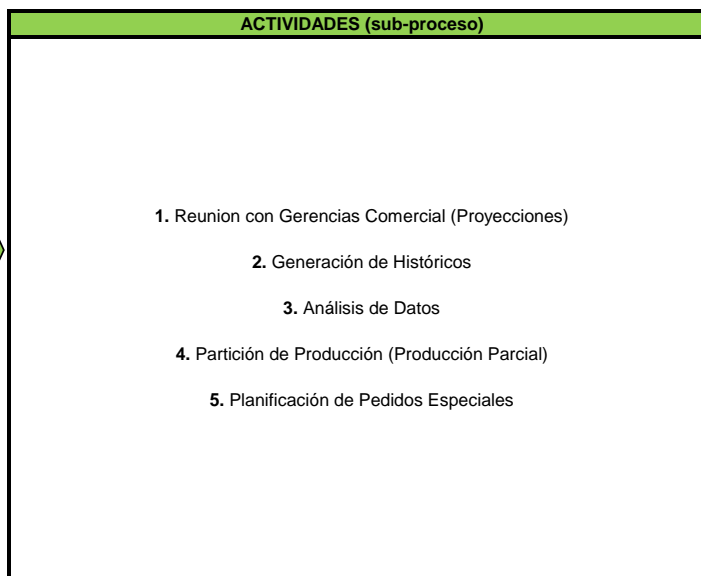 ACTIVIDADES (sub-proceso)
1. Reunion con Gerencias Comercial (Proyecciones)
2. Generación de Históricos
3. Análisis de Datos
4. Partición de Producción (Producción Parcial)
5. Planificación de Pedidos Especiales